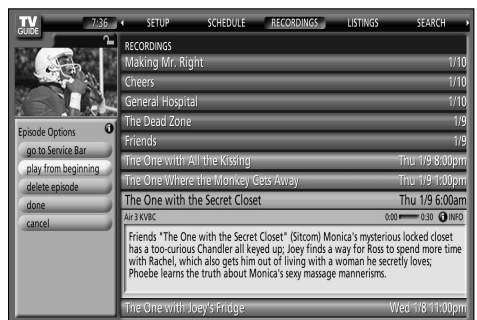 TV GUIDE 7:36 SETUP SCHEDULE RECORDINGS LISTINGS SEARCH
RECORDINGS
Making Mr. Right 1/10
Cheers 1/10
General Hospital 1/10
The Dead Zone 1/9
Friends 1/9
The One with All the Kissing Thu 1/9 8:00pm
The One Where the Monkey Gets Away Thu 1/9 1:00pm
The One with the Secret Closet Thu 1/9 6:00am
Air 3 KVBC 0:00 0:30 INFO
Friends "The One with the Secret Closet" (Sitcom) Monica's mysterious locked closet
has a too-curious Chandler all keyed up; Joey finds a way for Ross to spend more time
with Rachel, which also gets him out of living with a woman he secretly loves;
Phoebe learns the truth about Monica's sexy massage mannerisms.
The One with Joey's Fridge Wed 1/8 11:00pm
Episode Options
go to Service Bar
play from beginning
delete episode
done
cancel